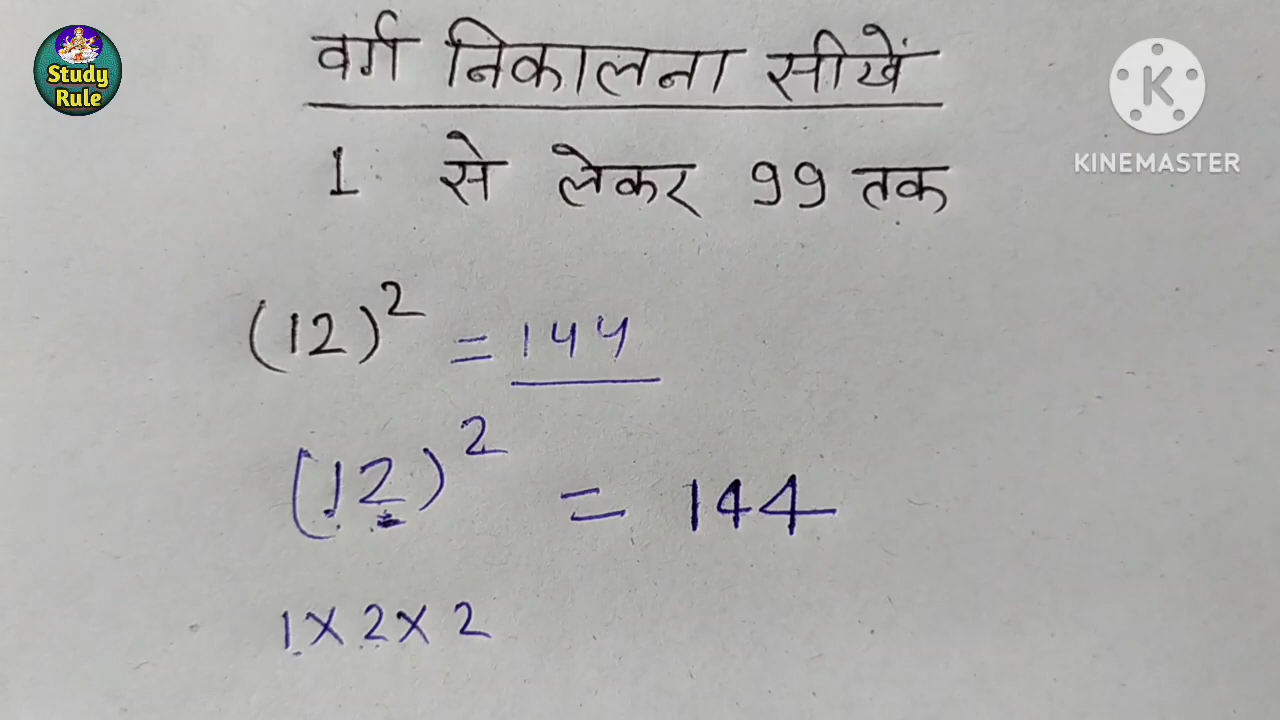 Study
Rule
K
KINEMASTER
वर्ग निकालना सीखें
1 से लेकर 99 तक
(12)² = 144
(12)² = 144
1 × 2 × 2